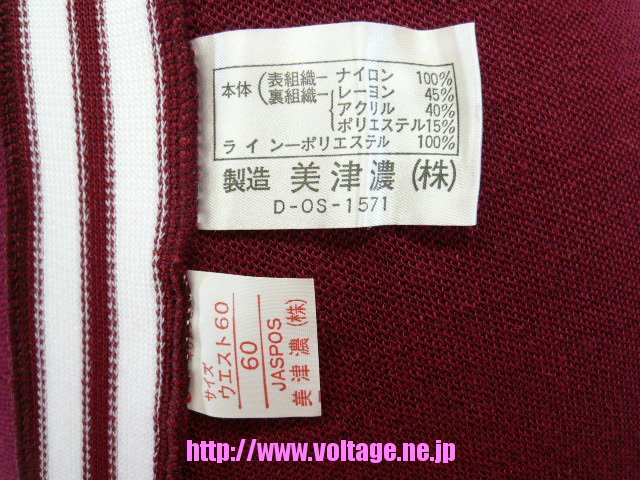 本体 (表組織ーナイロン 100%
裏組織ーレーヨン 45%
アクリル 40%
ポリエステル15%
ラインーポリエステル 100%
製造 美津濃 (株)
D-OS-1571
サイズ
ウエスト60
60
JASPOS
美津濃(株)
http://www.voltage.ne.jp